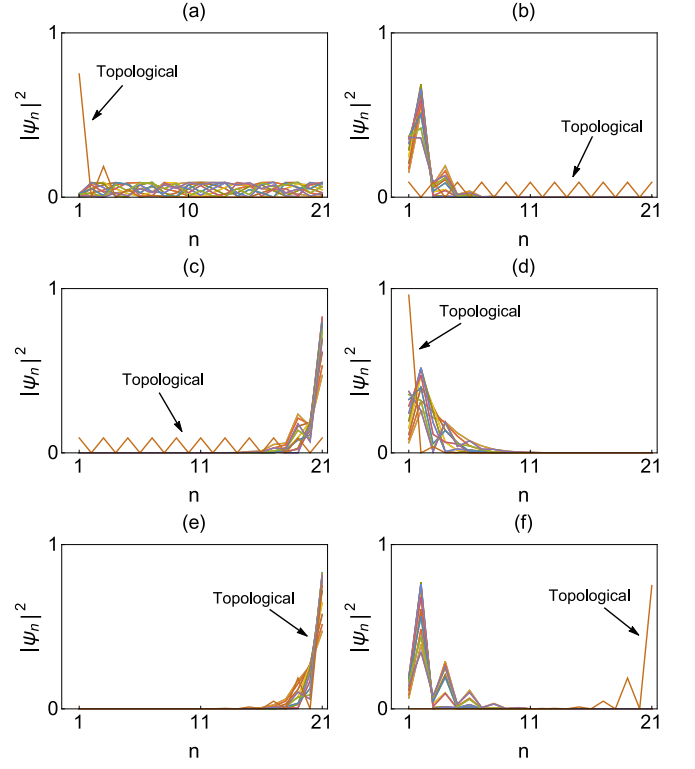 (a)
(b)
1
Topological
|ψn|²
0
1
10
21
n
1
Topological
|ψn|²
0
1
11
21
n
(c)
(d)
1
Topological
|ψn|²
0
1
11
21
n
1
Topological
|ψn|²
0
1
11
21
n
(e)
(f)
1
Topological
|ψn|²
0
1
11
21
n
1
Topological
|ψn|²
0
1
11
21
n